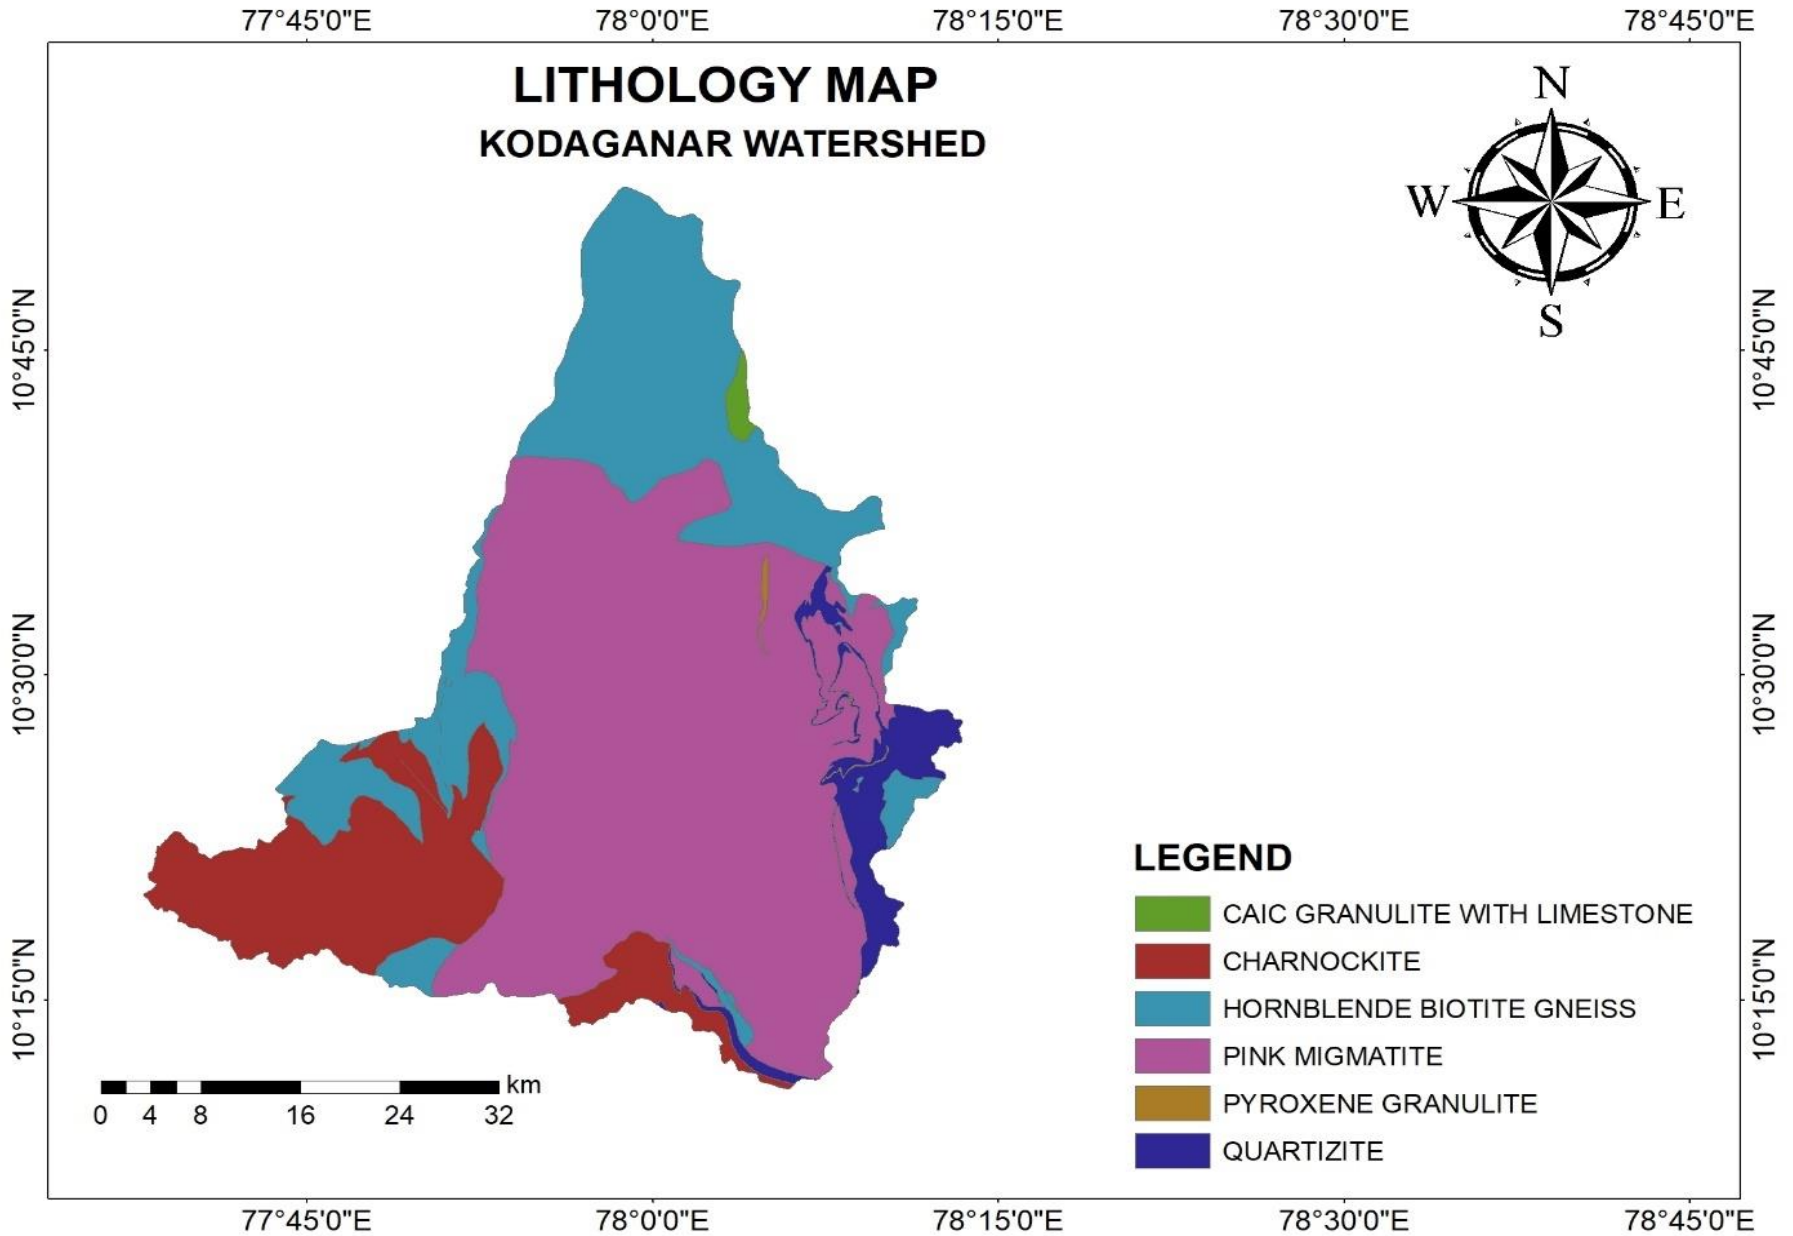 77°45'0"E 78°0'0"E 78°15'0"E 78°30'0"E 78°45'0"E
LITHOLOGY MAP
KODAGANAR WATERSHED
N
W E
S
10°45'0"N 10°45'0"N
10°30'0"N 10°30'0"N
10°15'0"N 10°15'0"N
LEGEND
CAIC GRANULITE WITH LIMESTONE
CHARNOCKITE
HORNBLENDE BIOTITE GNEISS
PINK MIGMATITE
PYROXENE GRANULITE
QUARTIZITE
km
0 4 8 16 24 32
77°45'0"E 78°0'0"E 78°15'0"E 78°30'0"E 78°45'0"E